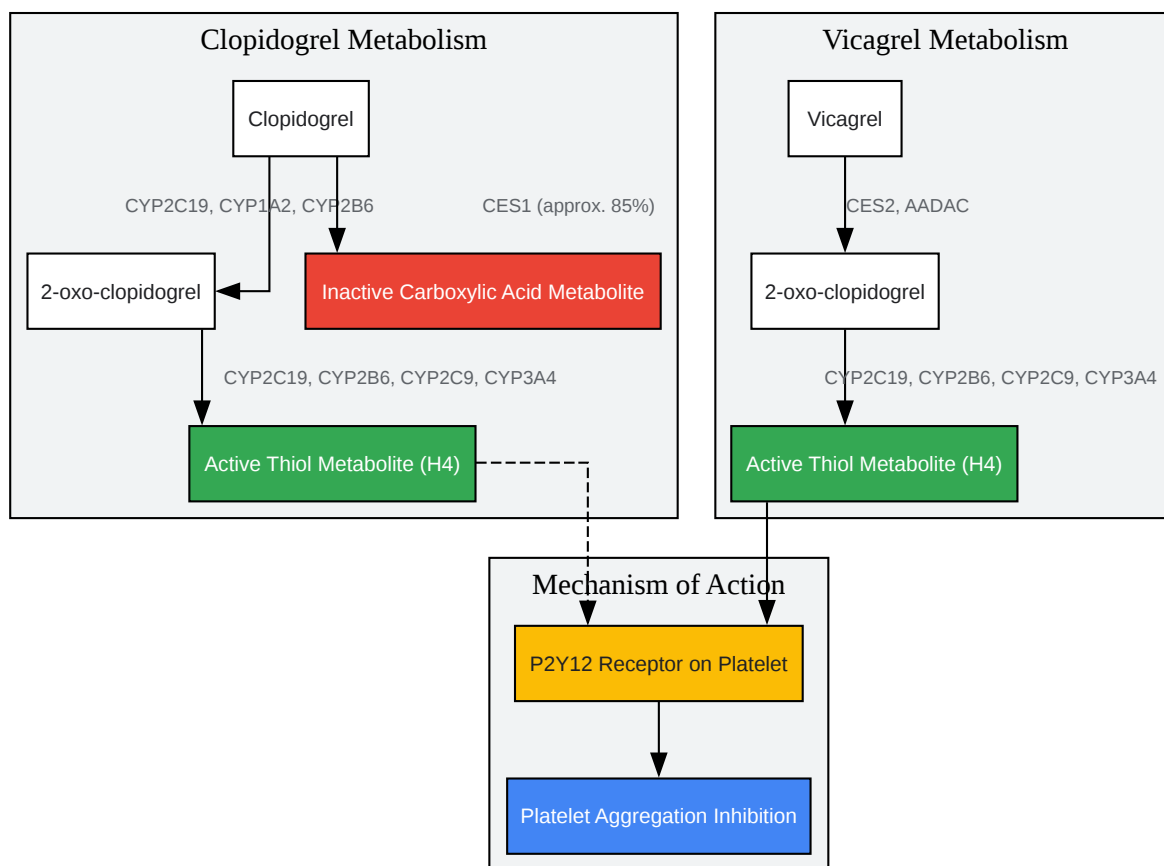 Clopidogrel Metabolism
Clopidogrel
CYP2C19, CYP1A2, CYP2B6
CES1 (approx. 85%)
2-oxo-clopidogrel
Inactive Carboxylic Acid Metabolite
CYP2C19, CYP2B6, CYP2C9, CYP3A4
Active Thiol Metabolite (H4)
Vicagrel Metabolism
Vicagrel
CES2, AADAC
2-oxo-clopidogrel
CYP2C19, CYP2B6, CYP2C9, CYP3A4
Active Thiol Metabolite (H4)
Mechanism of Action
P2Y12 Receptor on Platelet
Platelet Aggregation Inhibition